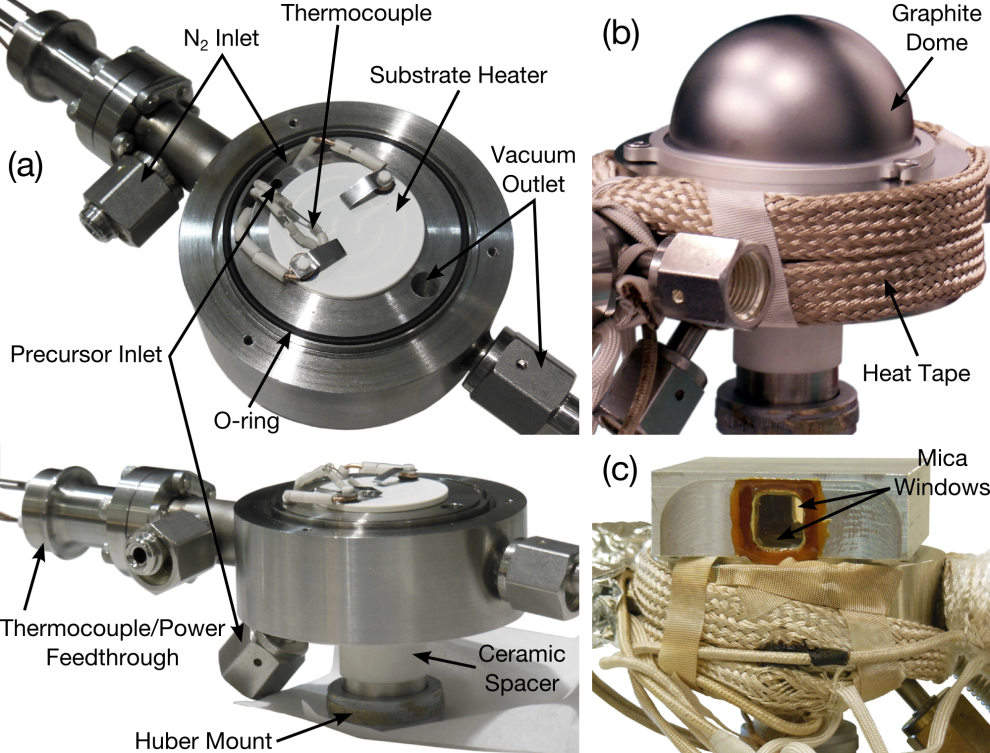 (a)
N₂ Inlet
Thermocouple
Substrate Heater
Vacuum
Outlet
Precursor Inlet
O-ring
Thermocouple/Power
Feedthrough
Ceramic
Spacer
Huber Mount
(b)
Graphite
Dome
Heat Tape
(c)
Mica
Windows